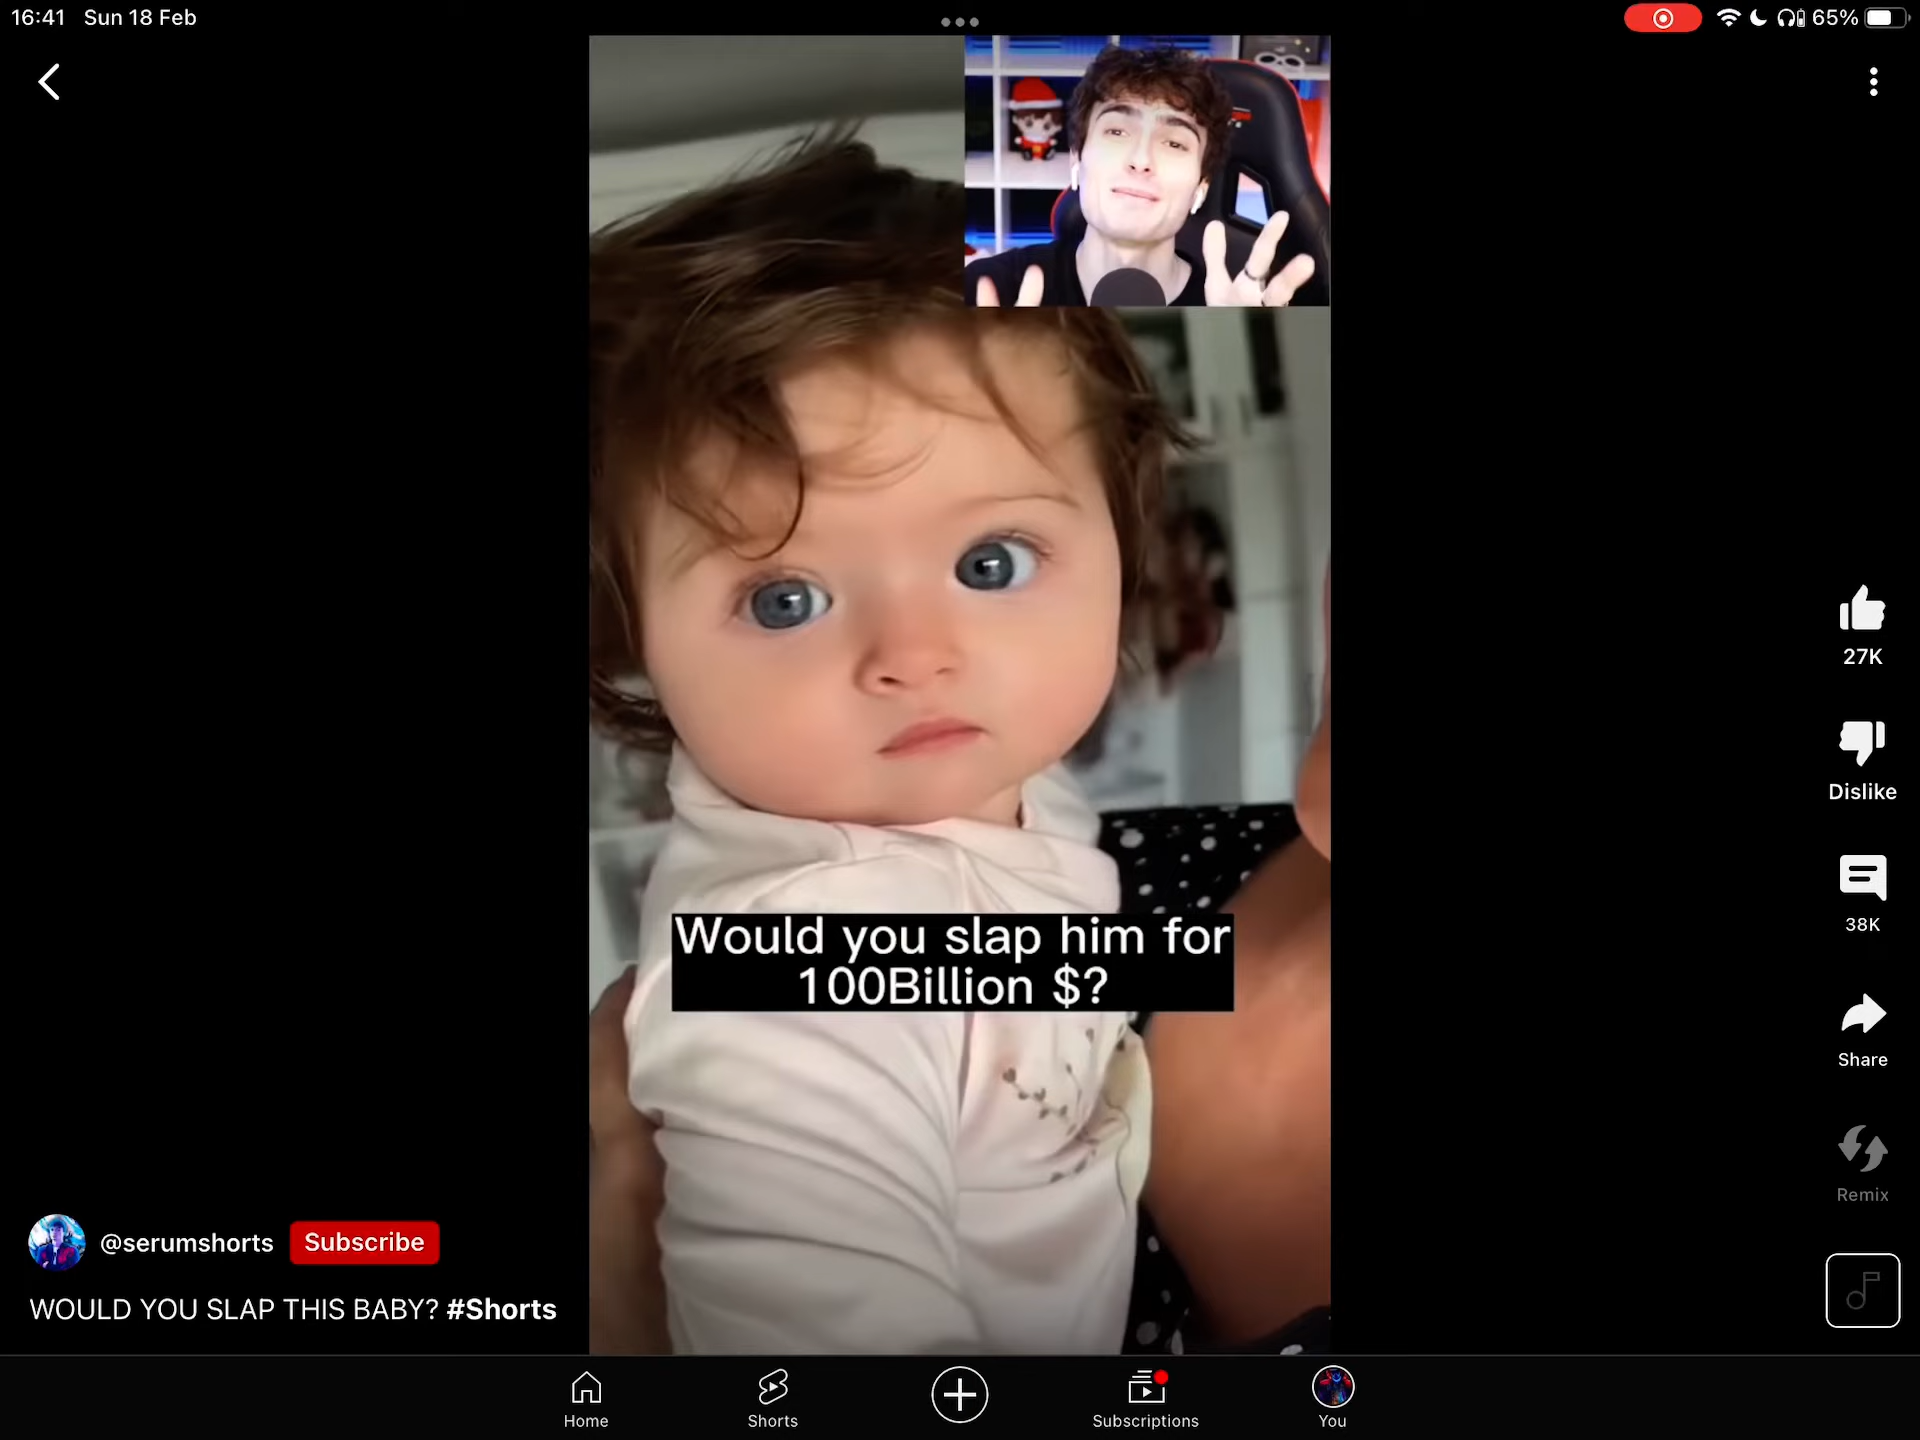 16:41 Sun 18 Feb
65%
Would you slap him for
100Billion $?
27K
Dislike
38K
Share
Remix
@serumshorts Subscribe
WOULD YOU SLAP THIS BABY? #Shorts
Home
Shorts
Subscriptions
You